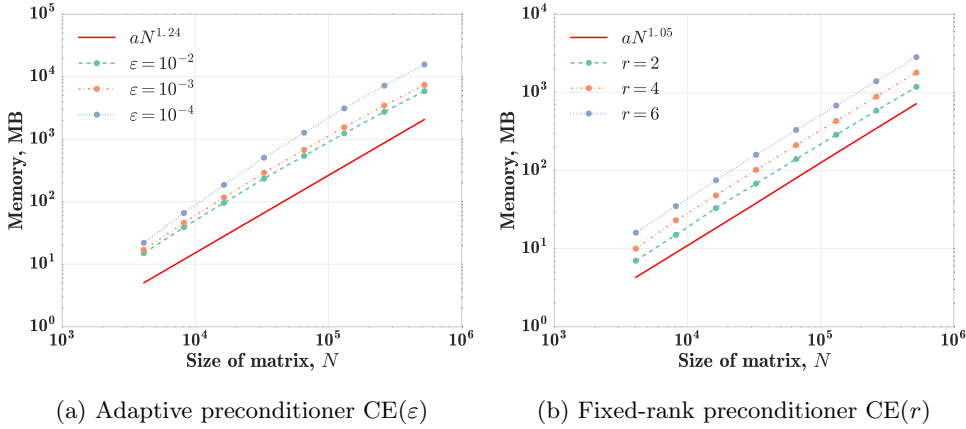 10^5
10^4
10^3
10^2
10^1
10^0
Memory, MB
aN^{1.24}
ε = 10^{-2}
ε = 10^{-3}
ε = 10^{-4}
10^3 10^4 10^5 10^6
Size of matrix, N
(a) Adaptive preconditioner CE(ε)
10^4
10^3
10^2
10^1
10^0
Memory, MB
aN^{1.05}
r = 2
r = 4
r = 6
10^3 10^4 10^5 10^6
Size of matrix, N
(b) Fixed-rank preconditioner CE(r)